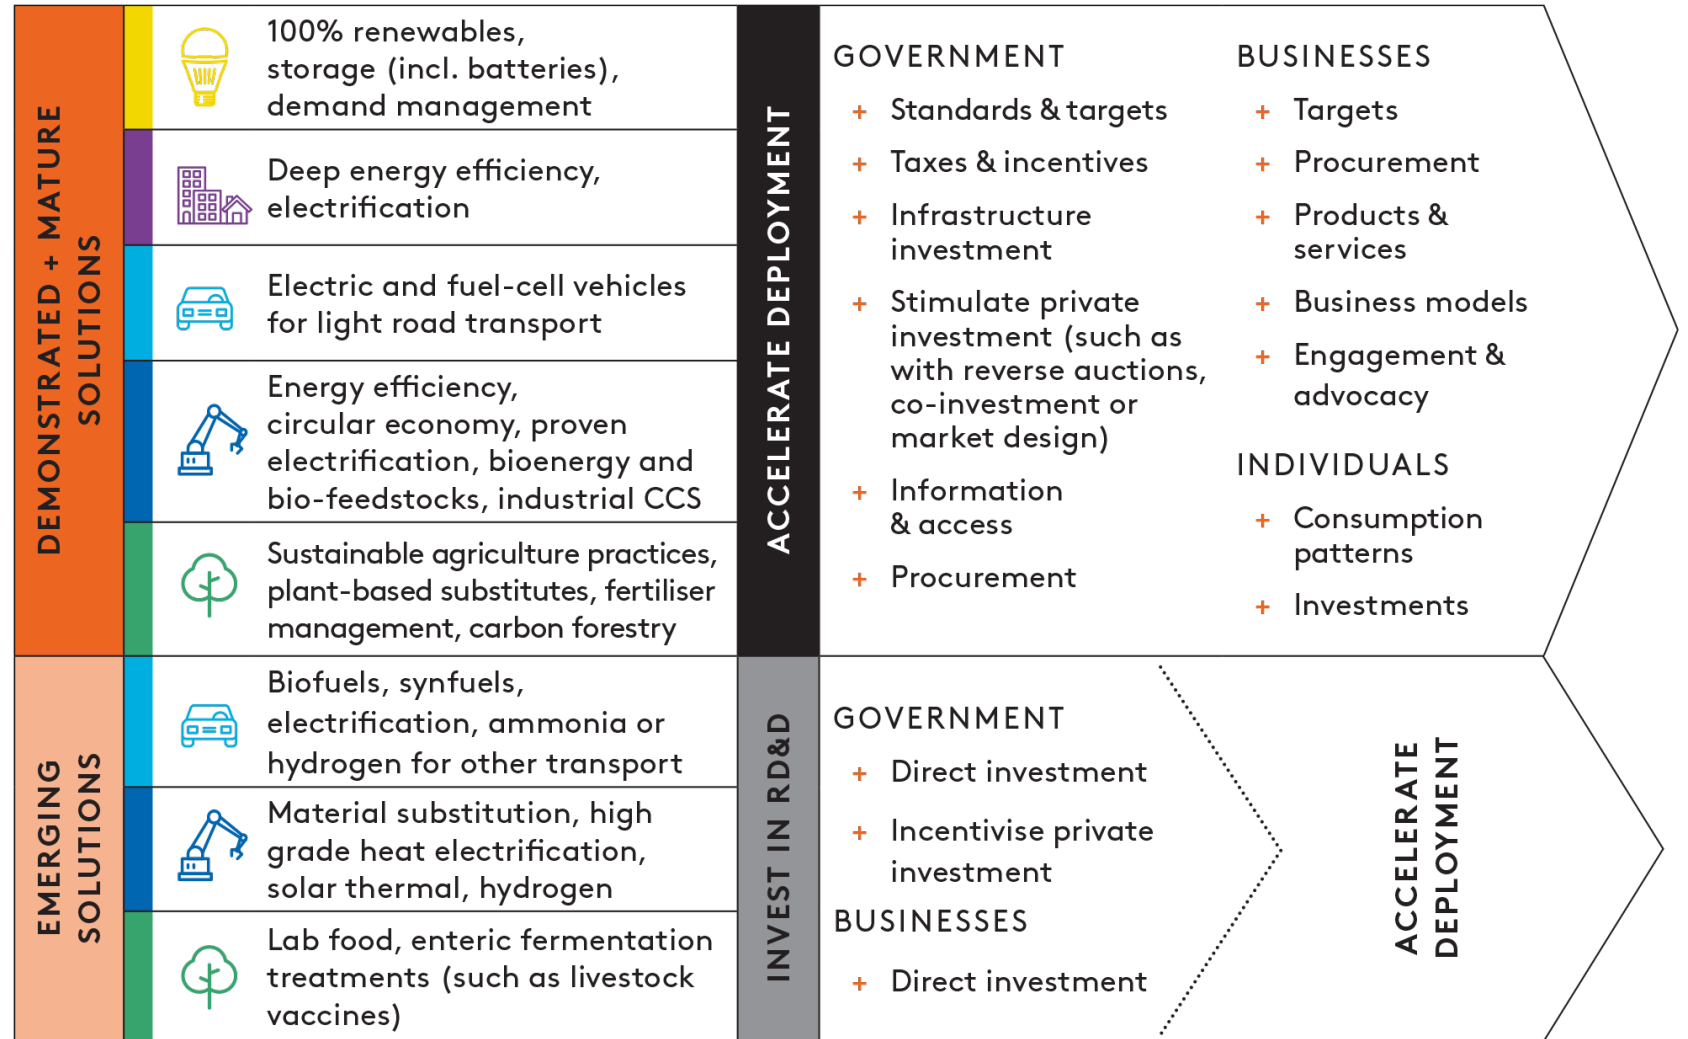 DEMONSTRATED + MATURE
SOLUTIONS
100% renewables,
storage (incl. batteries),
demand management
Deep energy efficiency,
electrification
Electric and fuel-cell vehicles
for light road transport
Energy efficiency,
circular economy, proven
electrification, bioenergy and
bio-feedstocks, industrial CCS
Sustainable agriculture practices,
plant-based substitutes, fertiliser
management, carbon forestry
ACCELERATE DEPLOYMENT
GOVERNMENT
+ Standards & targets
+ Taxes & incentives
+ Infrastructure
investment
+ Stimulate private
investment (such as
with reverse auctions,
co-investment or
market design)
+ Information
& access
+ Procurement
BUSINESSES
+ Targets
+ Procurement
+ Products &
services
+ Business models
+ Engagement &
advocacy
INDIVIDUALS
+ Consumption
patterns
+ Investments
EMERGING
SOLUTIONS
Biofuels, synfuels,
electrification, ammonia or
hydrogen for other transport
Material substitution, high
grade heat electrification,
solar thermal, hydrogen
Lab food, enteric fermentation
treatments (such as livestock
vaccines)
INVEST IN RD&D
GOVERNMENT
+ Direct investment
+ Incentivise private
investment
BUSINESSES
+ Direct investment
ACCELERATE
DEPLOYMENT